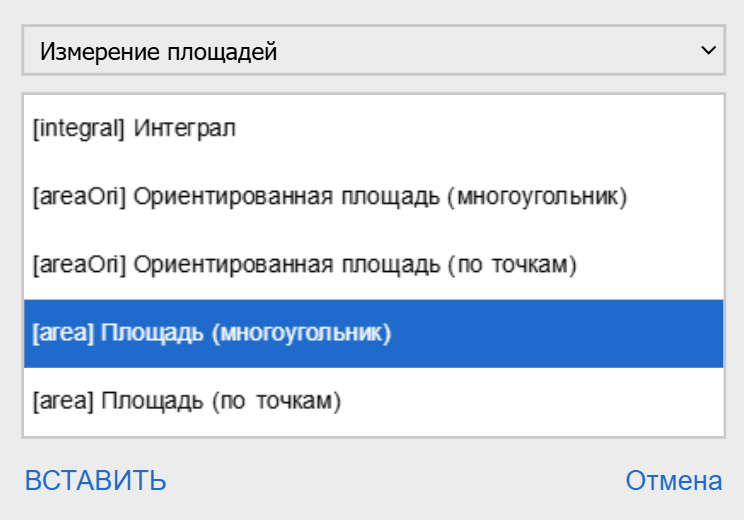 Измерение площадей
[integral] Интеграл
[areaOri] Ориентированная площадь (многоугольник)
[areaOri] Ориентированная площадь (по точкам)
[area] Площадь (многоугольник)
[area] Площадь (по точкам)
ВСТАВИТЬ Отмена